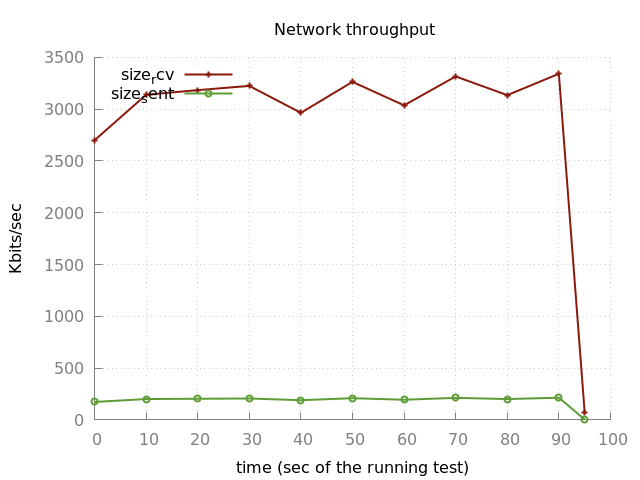 Network throughput
3500
3000
2500
2000
1500
1000
500
0
Kbits/sec
size_rcv
size_sent
0 10 20 30 40 50 60 70 80 90 100
time (sec of the running test)